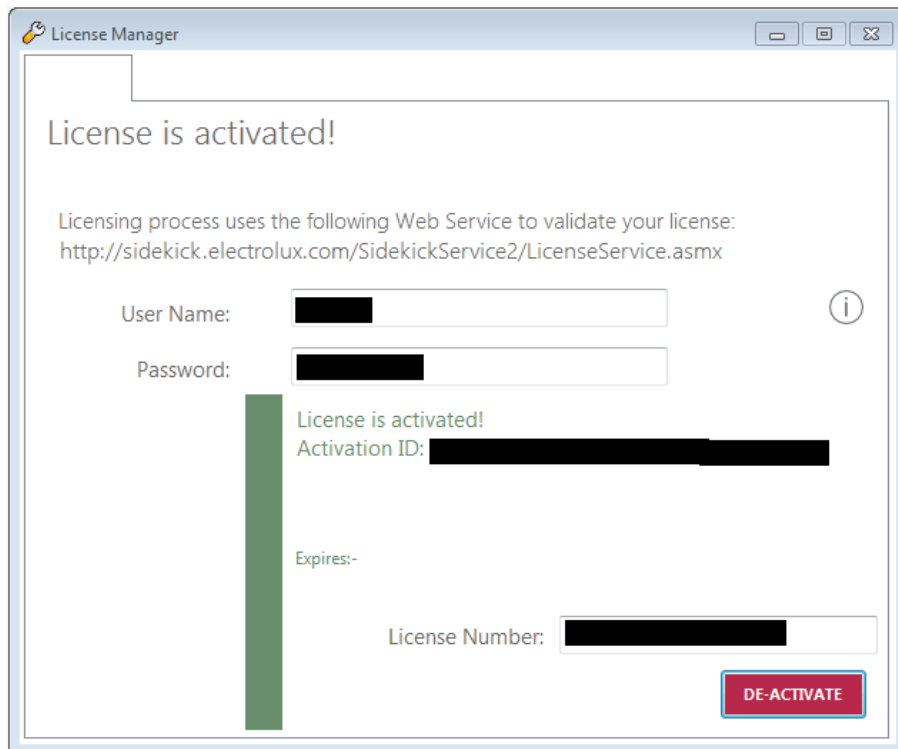 License Manager
License is activated!
Licensing process uses the following Web Service to validate your license:
http://sidekick.electrolux.com/SidekickService2/LicenseService.asmx
User Name:
i
Password:
License is activated!
Activation ID:
Expires:-
License Number:
DE-ACTIVATE